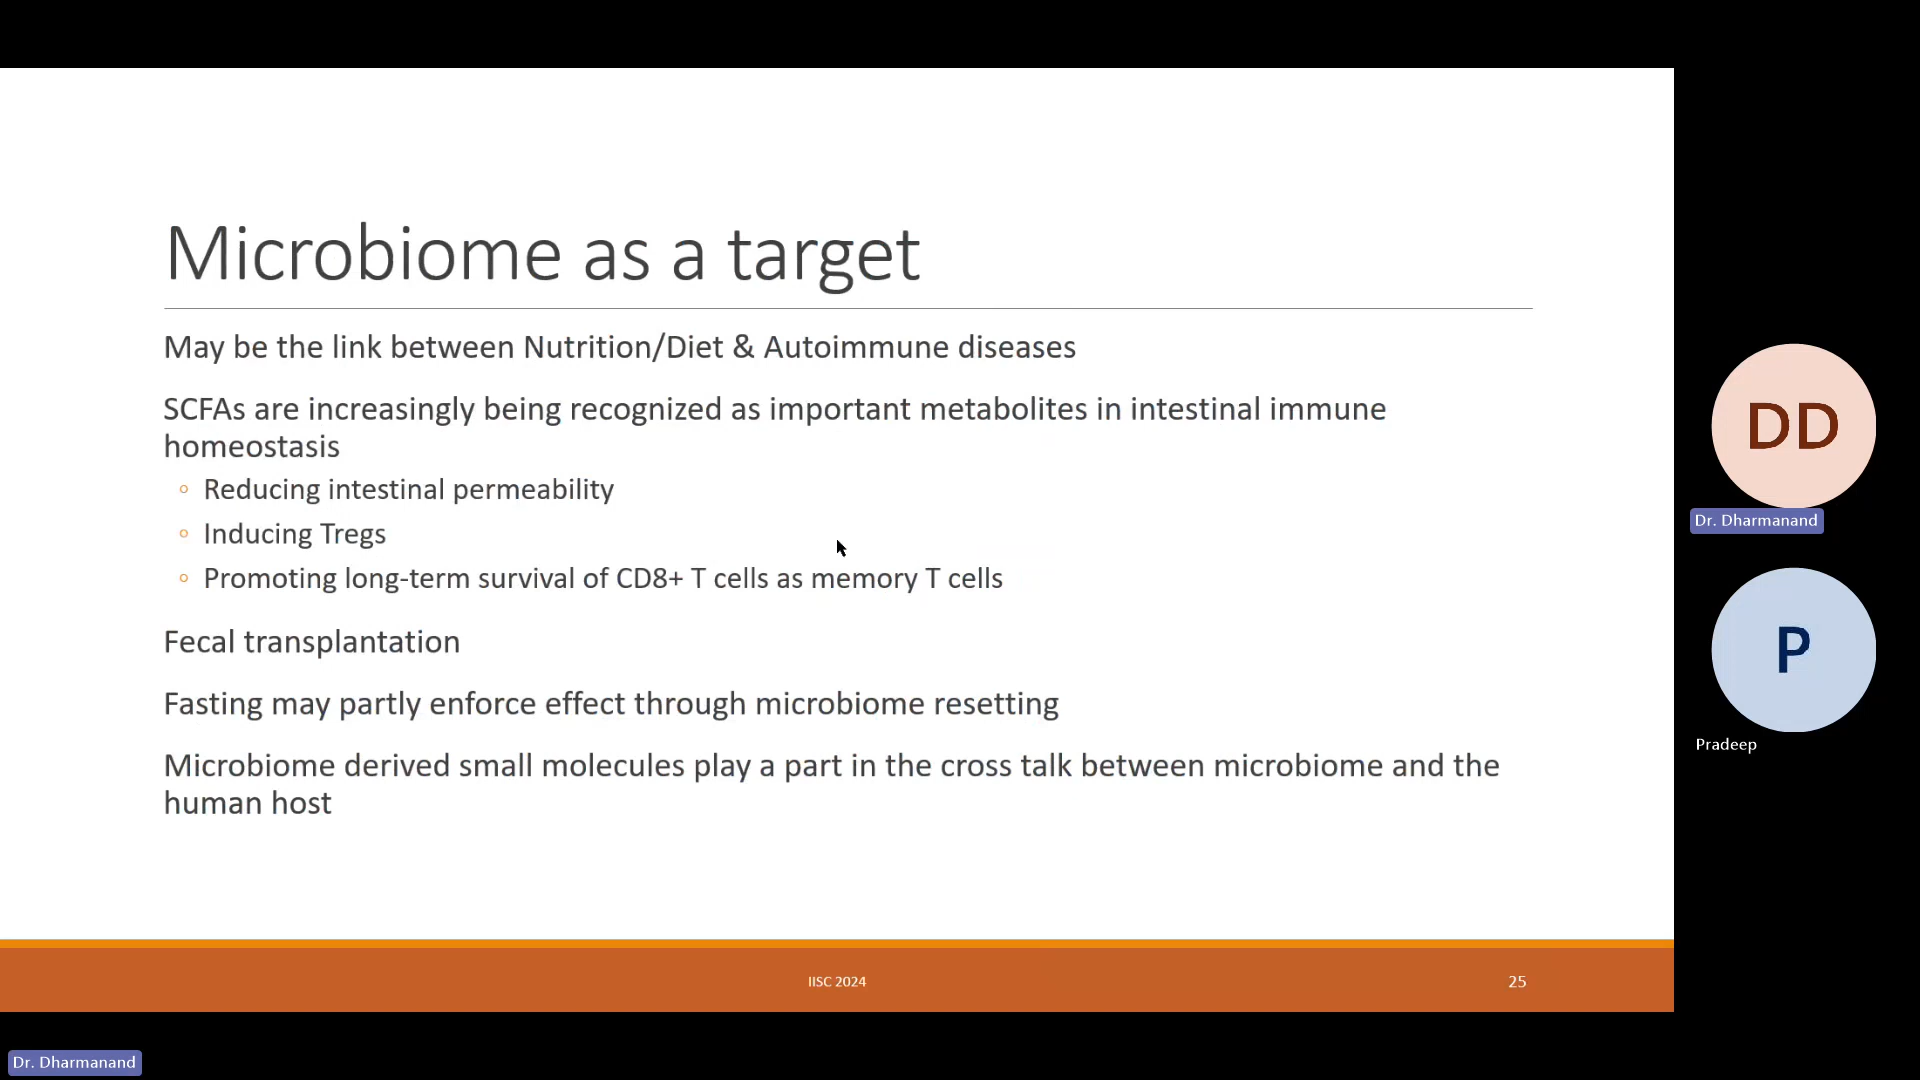 Microbiome as a target
May be the link between Nutrition/Diet & Autoimmune diseases
SCFAs are increasingly being recognized as important metabolites in intestinal immune
homeostasis
◦ Reducing intestinal permeability
◦ Inducing Tregs
◦ Promoting long-term survival of CD8+ T cells as memory T cells
Fecal transplantation
Fasting may partly enforce effect through microbiome resetting
Microbiome derived small molecules play a part in the cross talk between microbiome and the
human host
IISC 2024
25
DD
Dr. Dharmanand
P
Pradeep
Dr. Dharmanand